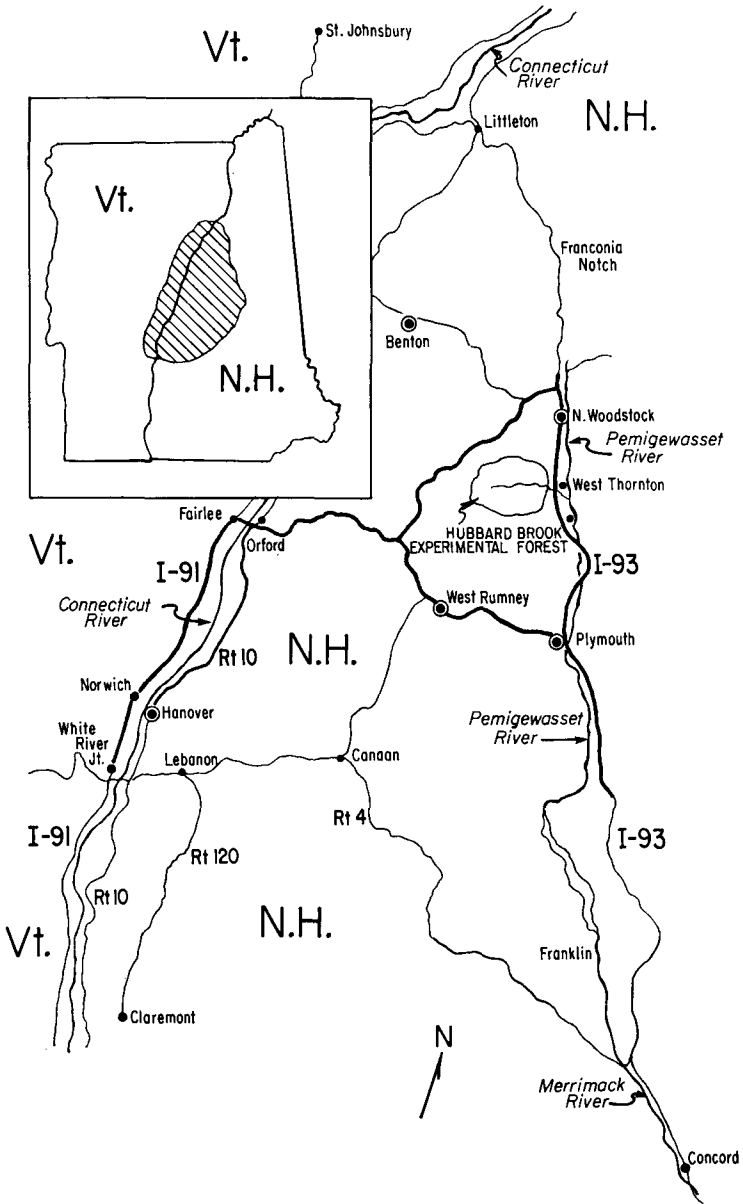 Vt.
St. Johnsbury
Connecticut
River
N.H.
Littleton
Vt.
N.H.
Franconia
Notch
Benton
N. Woodstock
Pemigewasset
River
West Thornton
HUBBARD BROOK
EXPERIMENTAL FOREST
Fairlee
Orford
Vt.
I-91
I-93
Connecticut
River
West Rumney
Plymouth
Rt 10
N.H.
Norwich
Hanover
White
River
Jt.
Pemigewasset
River
Lebanon
Canaan
Rt 4
I-91
Rt 120
I-93
Rt 10
N.H.
Vt.
Franklin
Claremont
N
Merrimack
River
Concord